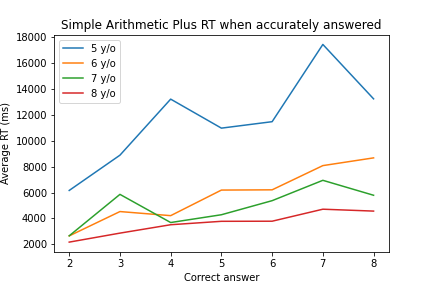 Simple Arithmetic Plus RT when accurately answered
18000
16000
14000
12000
10000
8000
6000
4000
2000
Average RT (ms)
5 y/o
6 y/o
7 y/o
8 y/o
2 3 4 5 6 7 8
Correct answer